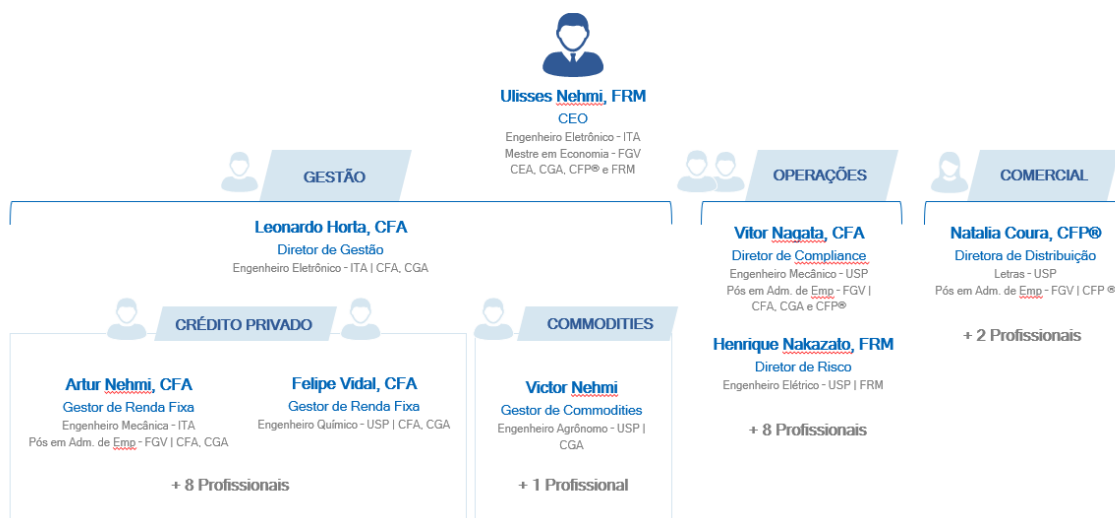 Ulisses Nehmi, FRM
CEO
Engenheiro Eletrônico - ITA
Mestre em Economia - FGV
CEA, CGA, CFP® e FRM
GESTÃO
Leonardo Horta, CFA
Diretor de Gestão
Engenheiro Eletrônico - ITA | CFA, CGA
CRÉDITO PRIVADO
Artur Nehmi, CFA
Gestor de Renda Fixa
Engenheiro Mecânica - ITA
Pós em Adm. de Emp - FGV | CFA, CGA
Felipe Vidal, CFA
Gestor de Renda Fixa
Engenheiro Químico - USP | CFA, CGA
+ 8 Profissionais
COMMODITIES
Victor Nehmi
Gestor de Commodities
Engenheiro Agrônomo - USP |
CGA
+ 1 Profissional
OPERAÇÕES
Vitor Nagata, CFA
Diretor de Compliance
Engenheiro Mecânico - USP
Pós em Adm. de Emp - FGV |
CFA, CGA e CFP®
Henrique Nakazato, FRM
Diretor de Risco
Engenheiro Elétrico - USP | FRM
+ 8 Profissionais
COMERCIAL
Natalia Coura, CFP®
Diretora de Distribuição
Letras - USP
Pós em Adm. de Emp - FGV | CFP ®
+ 2 Profissionais